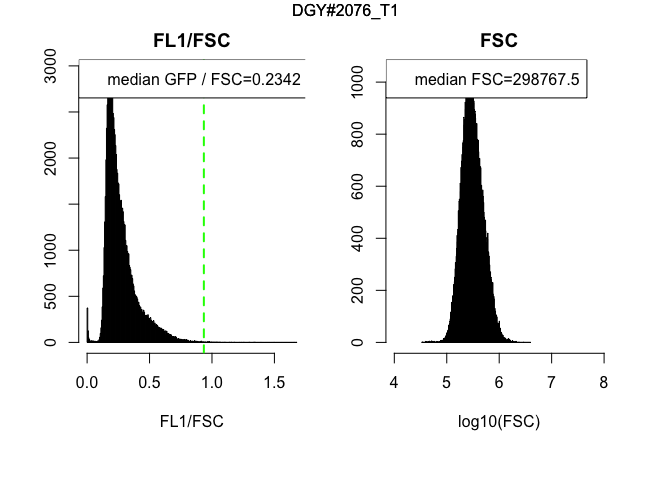 DGY#2076_T1
FL1/FSC
median GFP / FSC=0.2342
3000
2000
1000
500
0
0.0 0.5 1.0 1.5
FL1/FSC
FSC
median FSC=298767.5
1000
800
600
400
200
0
4 5 6 7 8
log10(FSC)